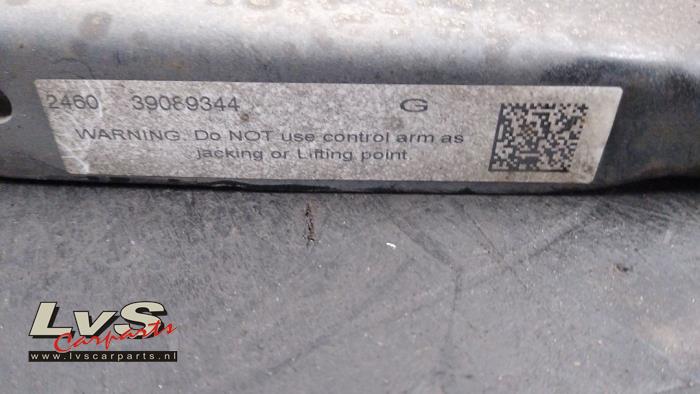 2460 39089344 G
WARNING. Do NOT use control arm as
jacking or Lifting point.
LvS
Carparts
www.lvscarparts.nl